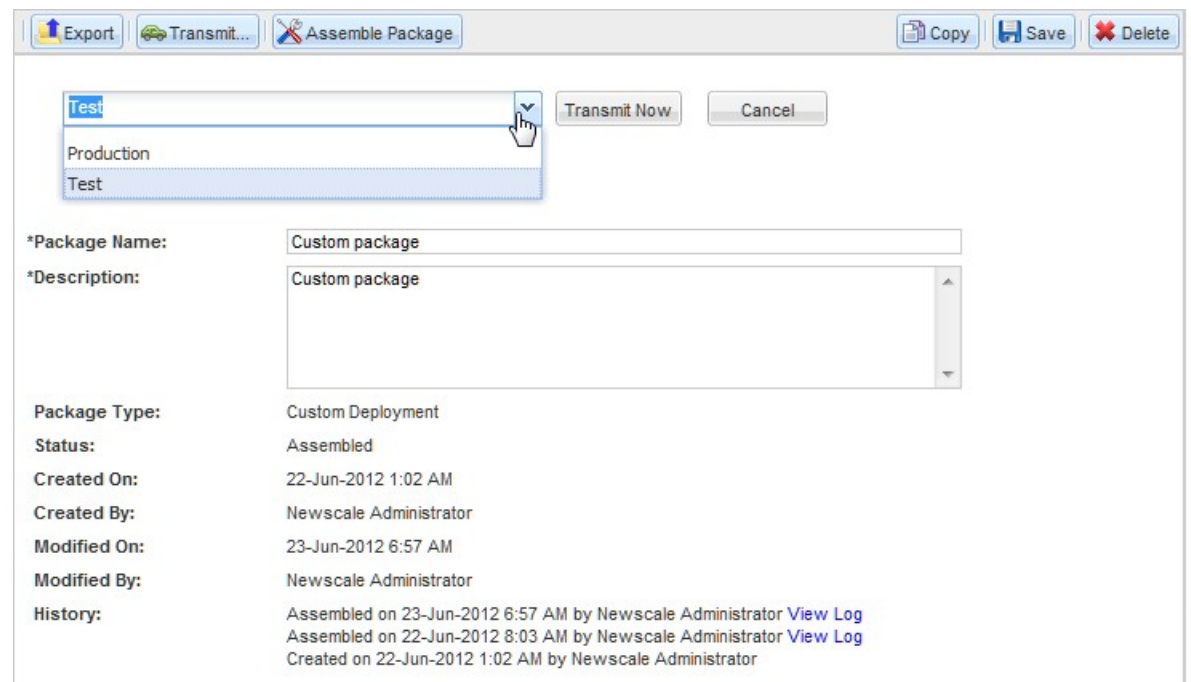 Export Transmit... Assemble Package Copy Save Delete
Test Transmit Now Cancel
Production
Test
*Package Name: Custom package
*Description: Custom package
Package Type: Custom Deployment
Status: Assembled
Created On: 22-Jun-2012 1:02 AM
Created By: Newscale Administrator
Modified On: 23-Jun-2012 6:57 AM
Modified By: Newscale Administrator
History: Assembled on 23-Jun-2012 6:57 AM by Newscale Administrator View Log
Assembled on 22-Jun-2012 8:03 AM by Newscale Administrator View Log
Created on 22-Jun-2012 1:02 AM by Newscale Administrator